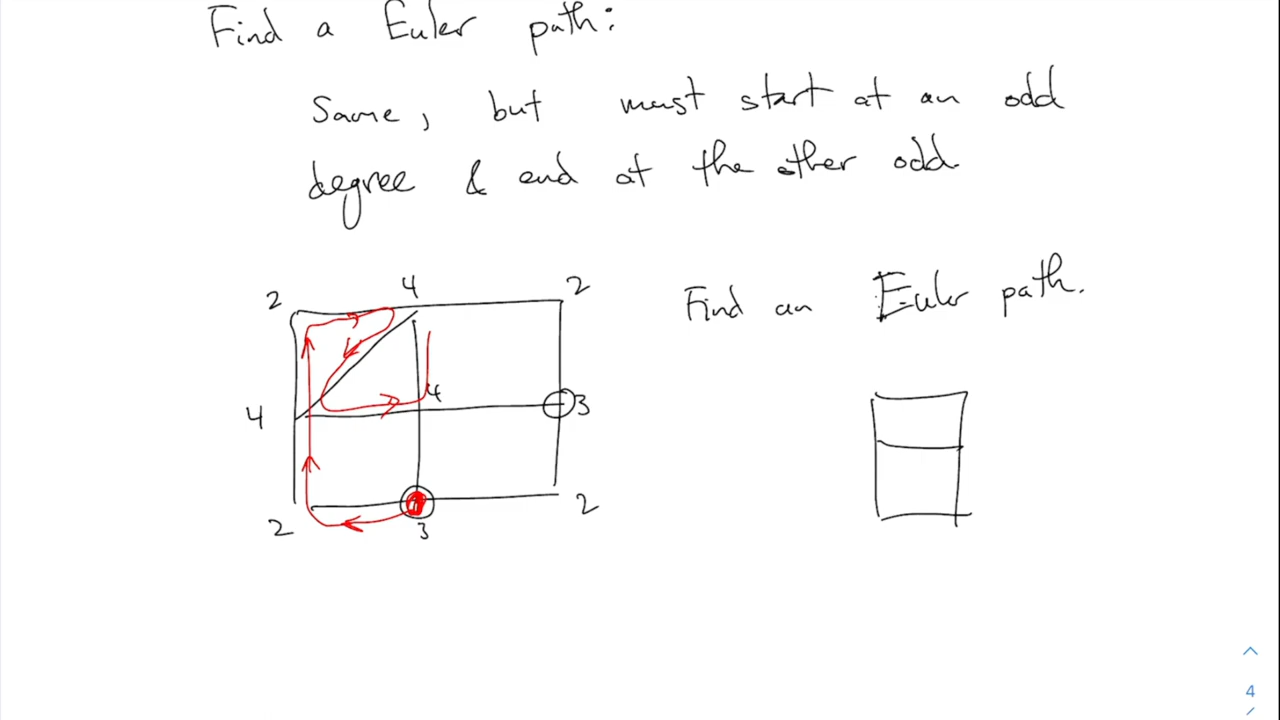 Find a Euler path:
Same, but must start at an odd
degree & end at the other odd
2 4 2
Find an Euler path.
4 4 3
2 3 2
4